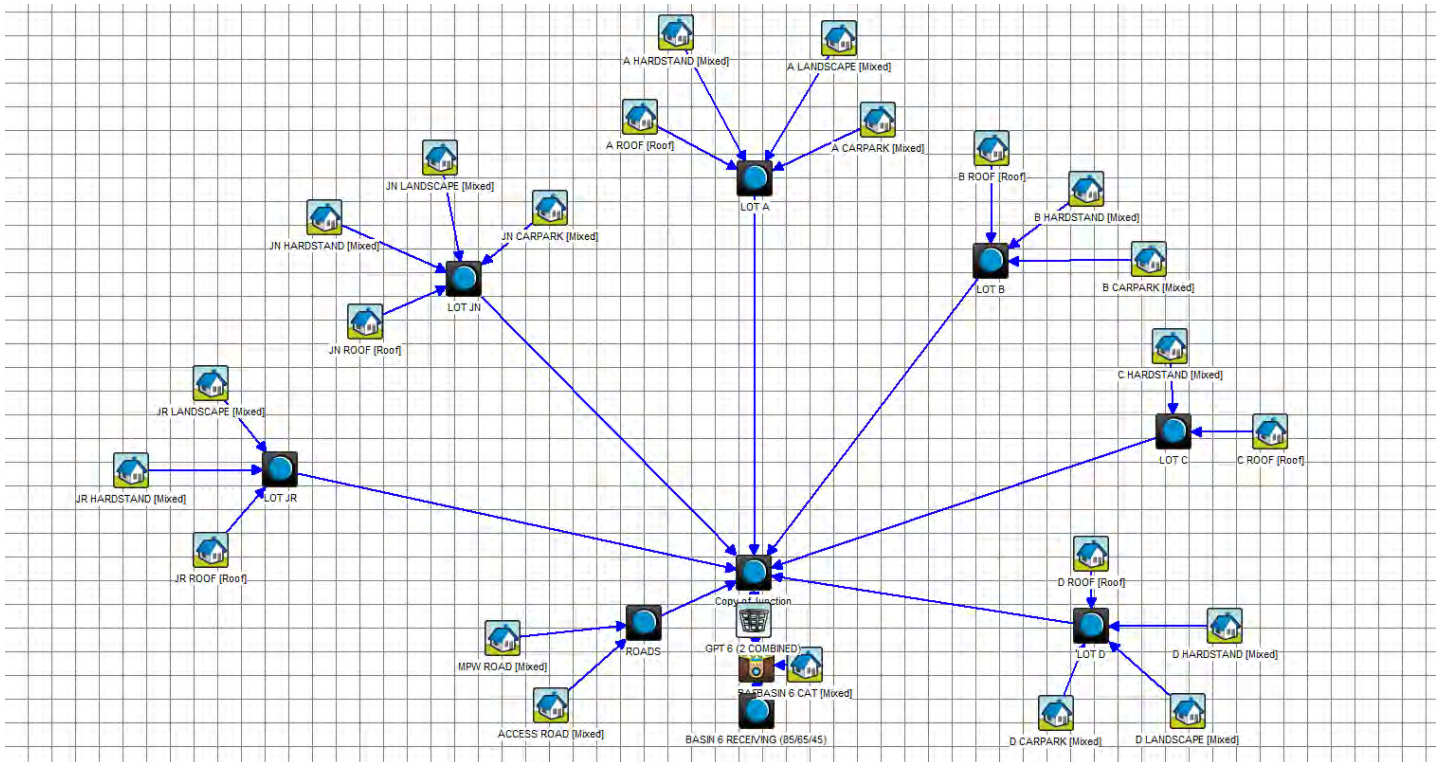 A HARDSTAND [Mixed]
A LANDSCAPE [Mixed]
A ROOF [Roof]
A CARPARK [Mixed]
LOT A
B ROOF [Roof]
B HARDSTAND [Mixed]
B CARPARK [Mixed]
LOT B
JN LANDSCAPE [Mixed]
JN HARDSTAND [Mixed]
JN CARPARK [Mixed]
LOT JN
JN ROOF [Roof]
C HARDSTAND [Mixed]
LOT C
C ROOF [Roof]
JR LANDSCAPE [Mixed]
JR HARDSTAND [Mixed]
LOT JR
JR ROOF [Roof]
Copy of Junction
D ROOF [Roof]
ROADS
MPW ROAD [Mixed]
ACCESS ROAD [Mixed]
GPT 6 (2 COMBINED)
BASIN 6 CAT [Mixed]
BASIN 6 RECEIVING (85/65/45)
LOT D
D HARDSTAND [Mixed]
D CARPARK [Mixed]
D LANDSCAPE [Mixed]